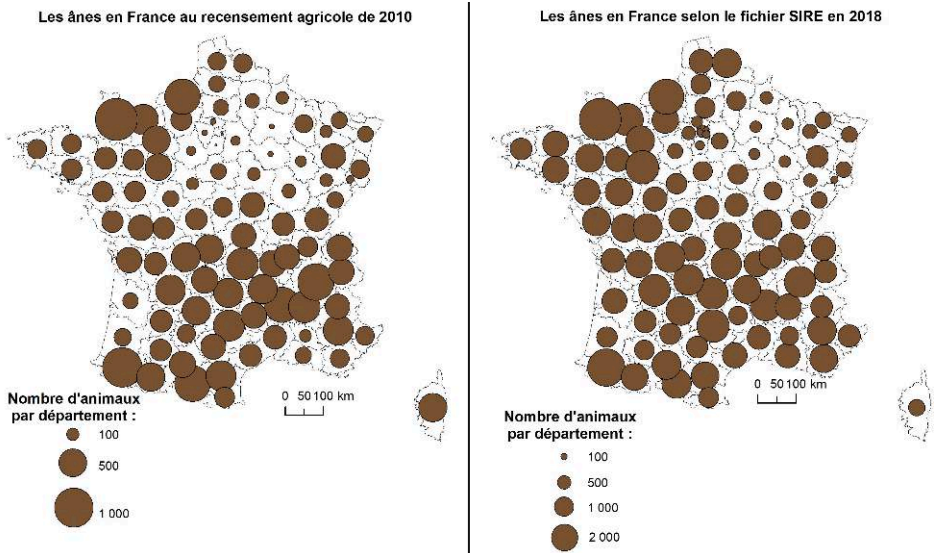 Les ânes en France au recensement agricole de 2010
0 50 100 km
Nombre d'animaux
par département :
100
500
1 000
Les ânes en France selon le fichier SIRE en 2018
0 50 100 km
Nombre d'animaux
par département :
100
500
1 000
2 000